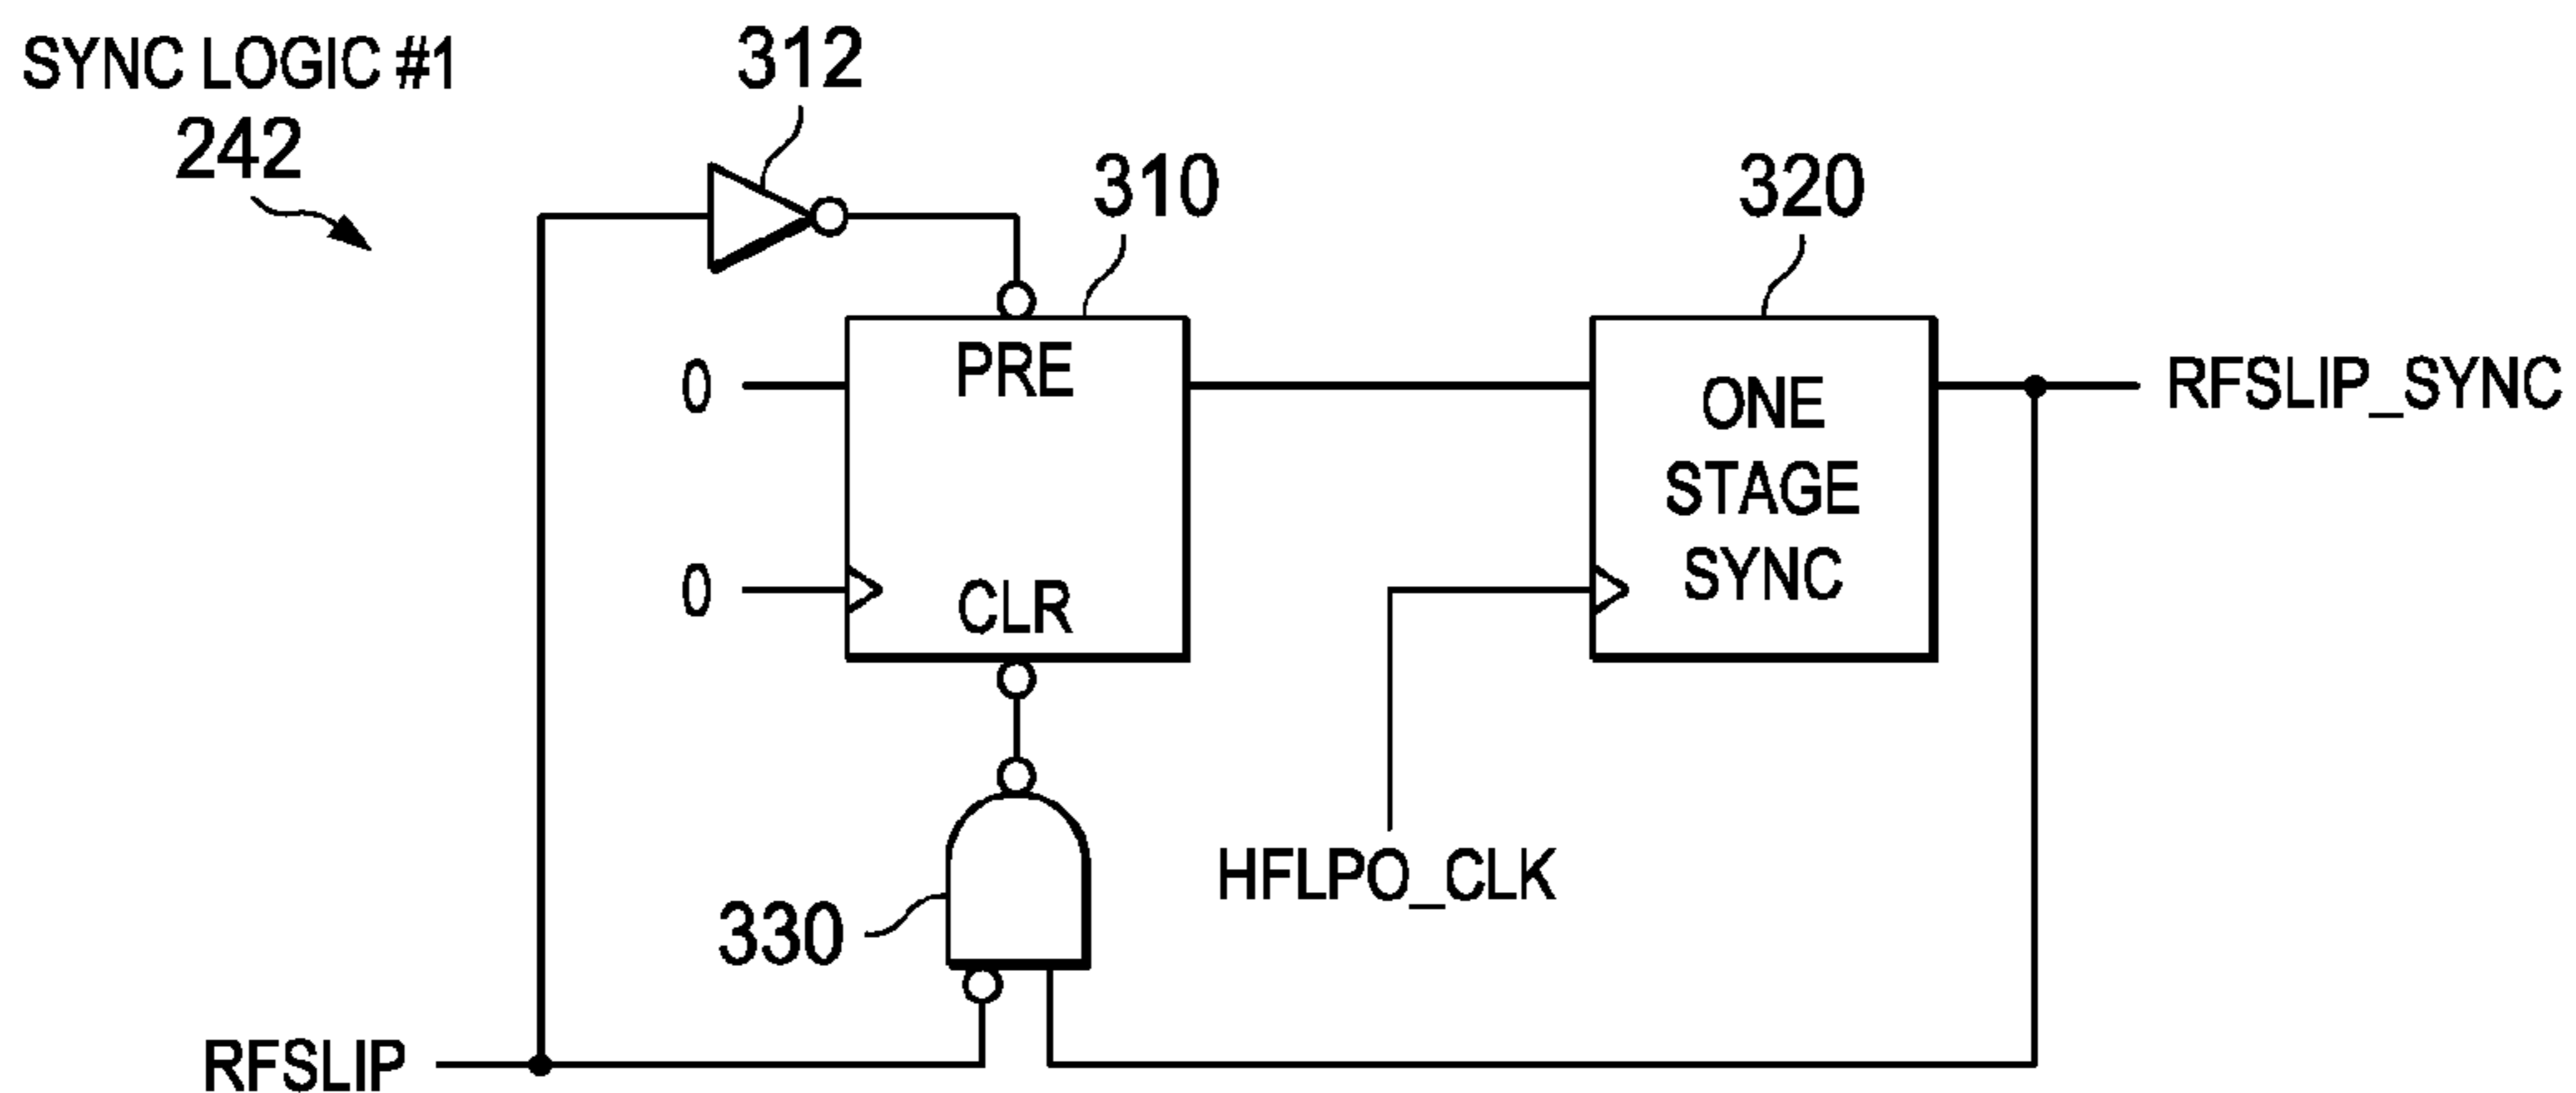 SYNC LOGIC #1
242
312
310
320
0
PRE
ONE
STAGE
SYNC
RFSLIP_SYNC
0
CLR
HFLPO_CLK
330
RFSLIP